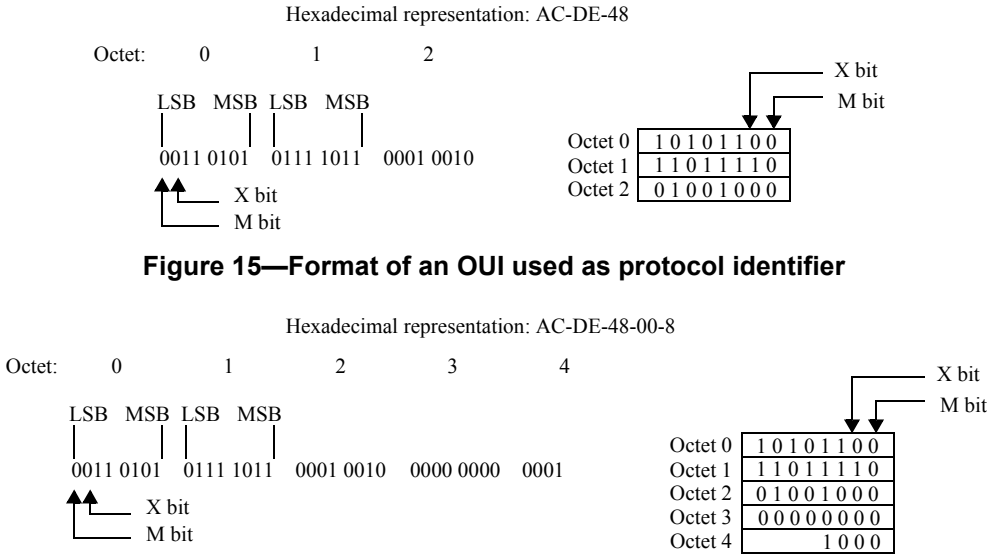 Hexadecimal representation: AC-DE-48
Octet: 0 1 2
X bit
M bit
LSB MSB LSB MSB
0011 0101 0111 1011 0001 0010
X bit
M bit
Octet 0 1 0 1 0 1 1 0 0
Octet 1 1 1 0 1 1 1 1 0
Octet 2 0 1 0 0 1 0 0 0
Figure 15—Format of an OUI used as protocol identifier
Hexadecimal representation: AC-DE-48-00-8
Octet: 0 1 2 3 4
X bit
M bit
LSB MSB LSB MSB
0011 0101 0111 1011 0001 0010 0000 0000 0001
X bit
M bit
Octet 0 1 0 1 0 1 1 0 0
Octet 1 1 1 0 1 1 1 1 0
Octet 2 0 1 0 0 1 0 0 0
Octet 3 0 0 0 0 0 0 0 0
Octet 4 1 0 0 0